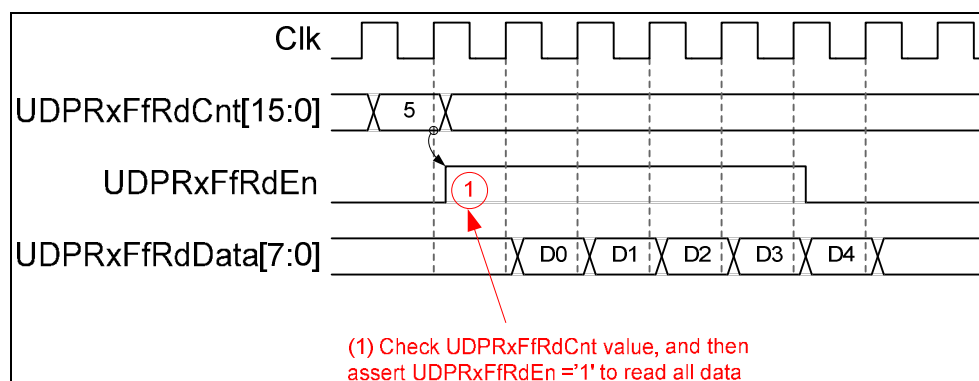 Clk
UDPRxFfRdCnt[15:0]
5
UDPRxFfRdEn
1
UDPRxFfRdData[7:0]
D0 D1 D2 D3 D4
(1) Check UDPRxFfRdCnt value, and then
assert UDPRxFfRdEn ='1' to read all data